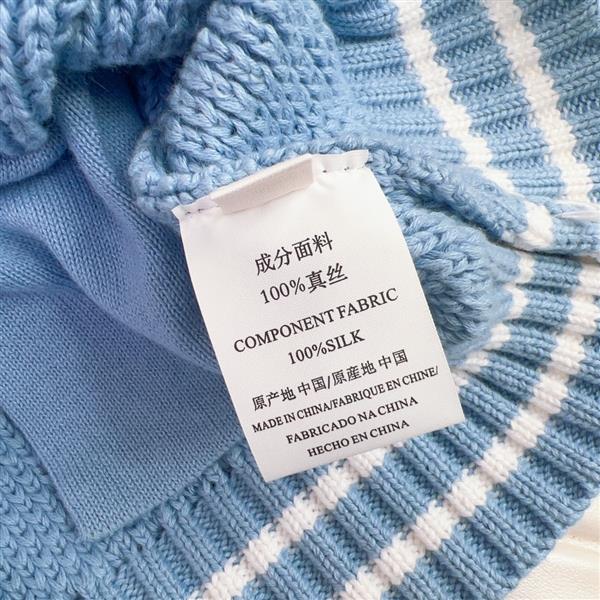 成分面料
100%真丝
COMPONENT FABRIC
100%SILK
原产地 中国/原産地 中国
MADE IN CHINA/FABRIQUE EN CHINE/
FABRICADO NA CHINA
HECHO EN CHINA